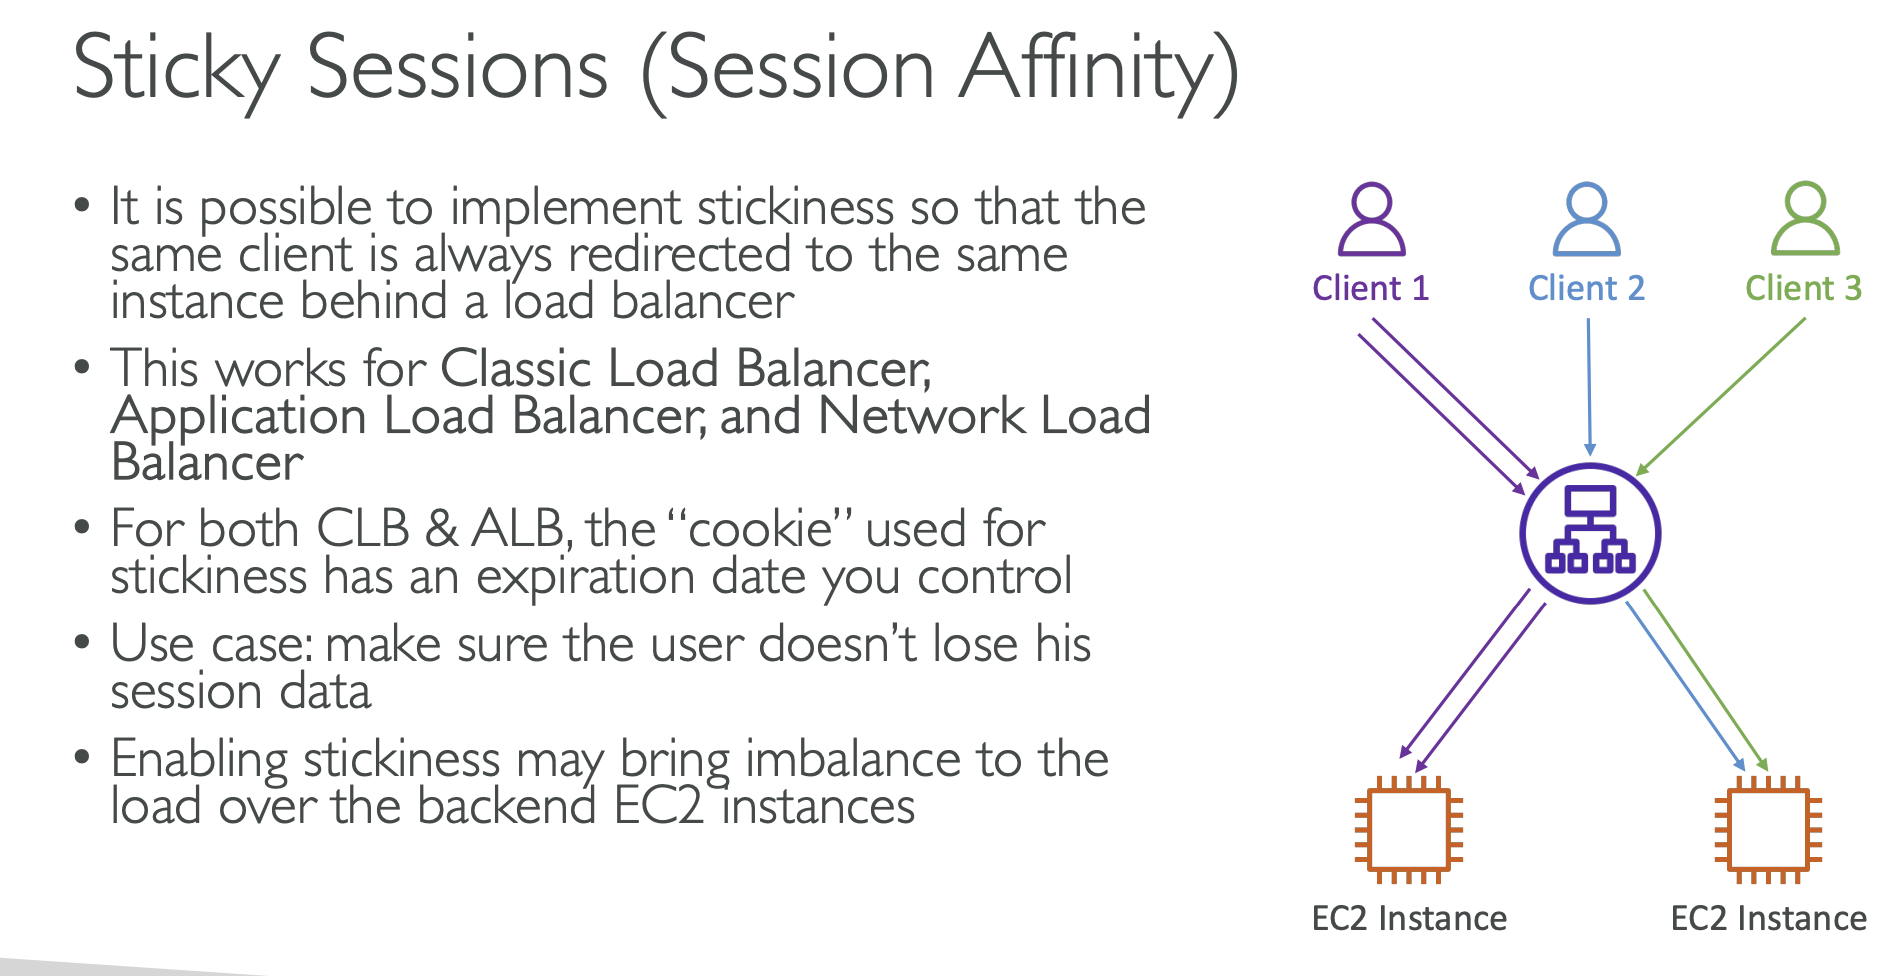 Sticky Sessions (Session Affinity)
• It is possible to implement stickiness so that the
same client is always redirected to the same
instance behind a load balancer
• This works for Classic Load Balancer,
Application Load Balancer, and Network Load
Balancer
• For both CLB & ALB, the “cookie” used for
stickiness has an expiration date you control
• Use case: make sure the user doesn’t lose his
session data
• Enabling stickiness may bring imbalance to the
load over the backend EC2 instances
Client 1
Client 2
Client 3
EC2 Instance
EC2 Instance